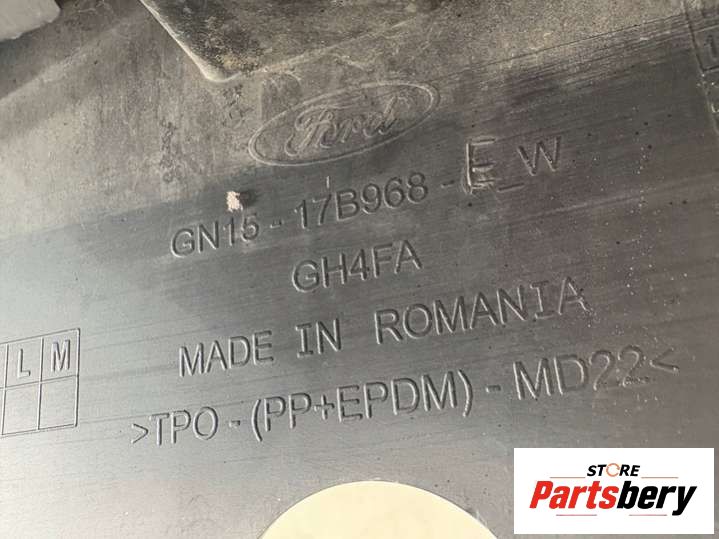 Ford
GN15-17B968-E_W
GH4FA
MADE IN ROMANIA
>TPO-(PP+EPDM)-MD22<
L M
STORE
Partsbery